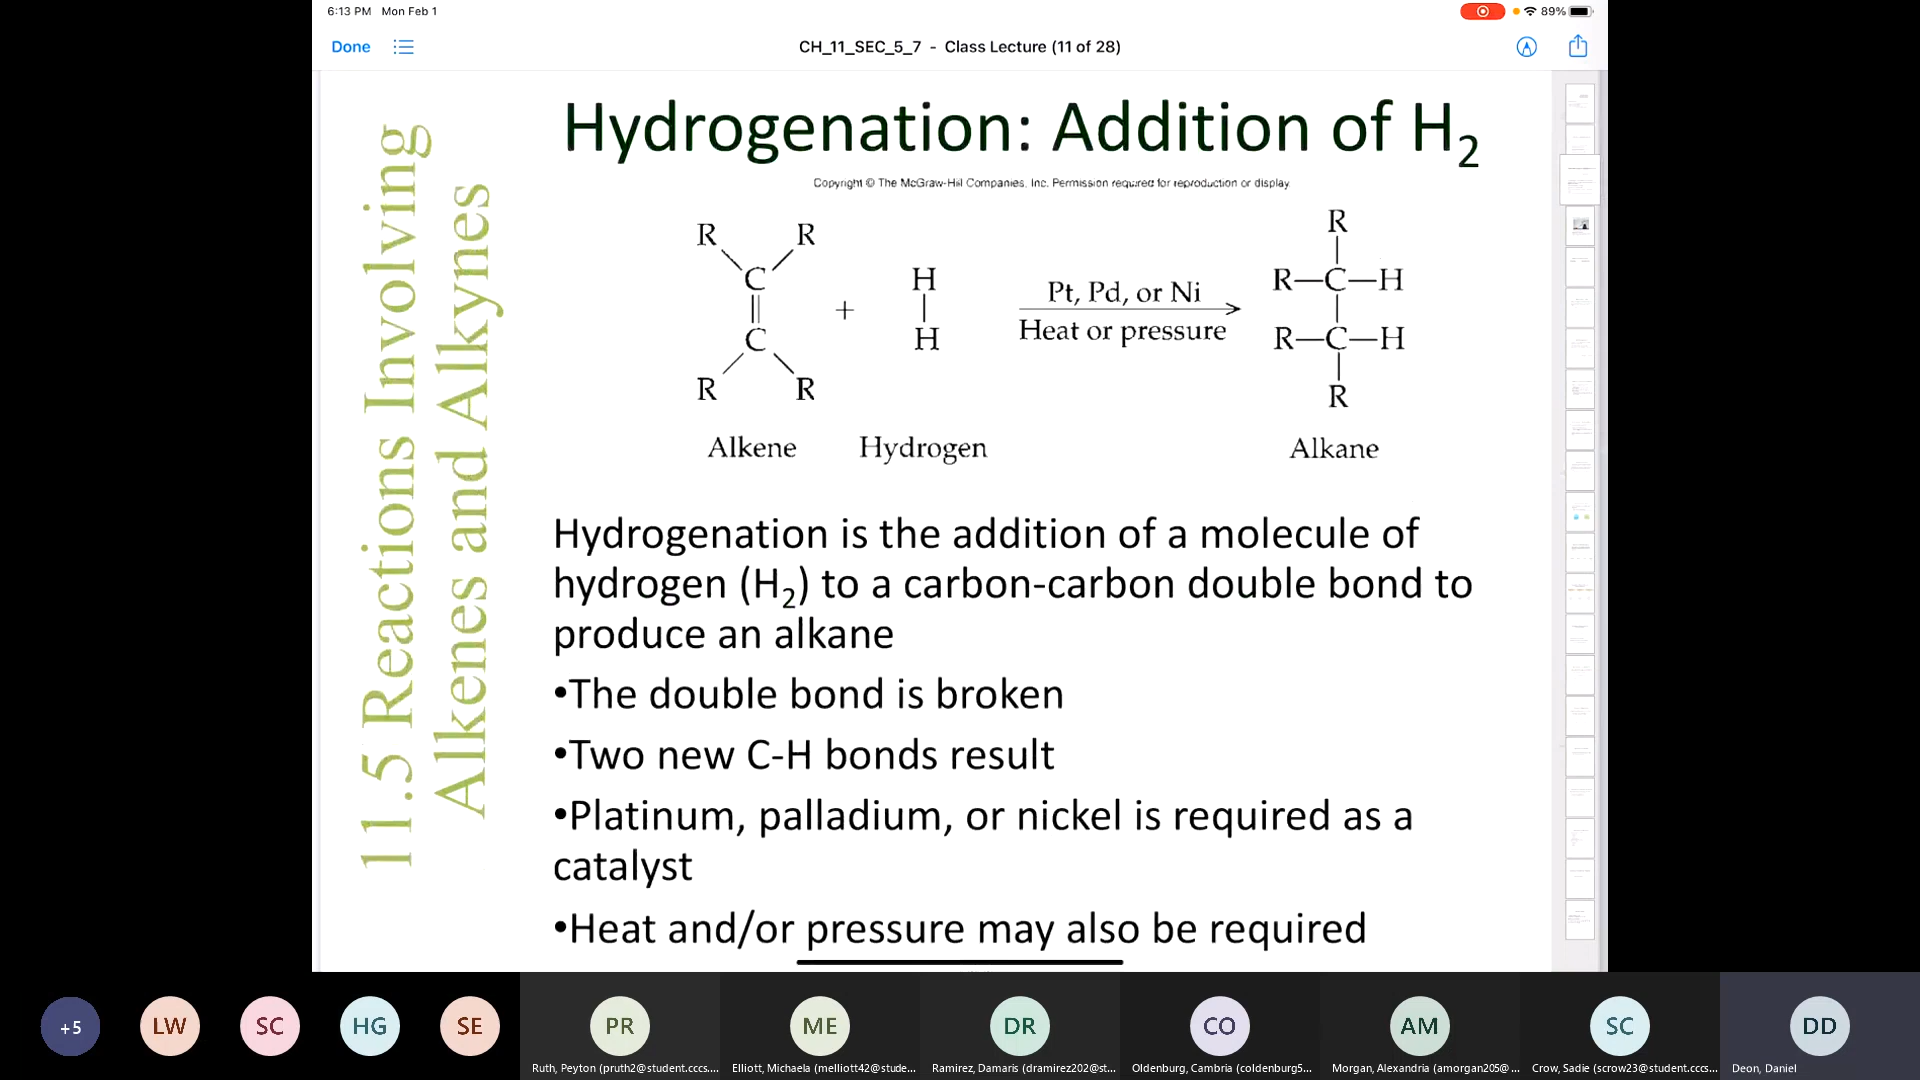 6:13 PM Mon Feb 1
89%
Done
CH_11_SEC_5_7 - Class Lecture (11 of 28)
11.5 Reactions Involving
Alkenes and Alkynes
Hydrogenation: Addition of H2
Copyright © The McGraw-Hill Companies, Inc. Permission required for reproduction or display.
R R
C
C
R R
+
H
H
Pt, Pd, or Ni
Heat or pressure
R
R—C—H
R—C—H
R
Alkene Hydrogen Alkane
Hydrogenation is the addition of a molecule of
hydrogen (H2) to a carbon-carbon double bond to
produce an alkane
•The double bond is broken
•Two new C-H bonds result
•Platinum, palladium, or nickel is required as a
catalyst
•Heat and/or pressure may also be required
+5 LW SC HG SE PR ME DR CO AM SC DD
Ruth, Peyton (pruth2@student.cccs....
Elliott, Michaela (melliott42@stude...
Ramirez, Damaris (dramirez202@st...
Oldenburg, Cambria (coldenburg5...
Morgan, Alexandria (amorgan205@...
Crow, Sadie (scrow23@student.cccs...
Deon, Daniel